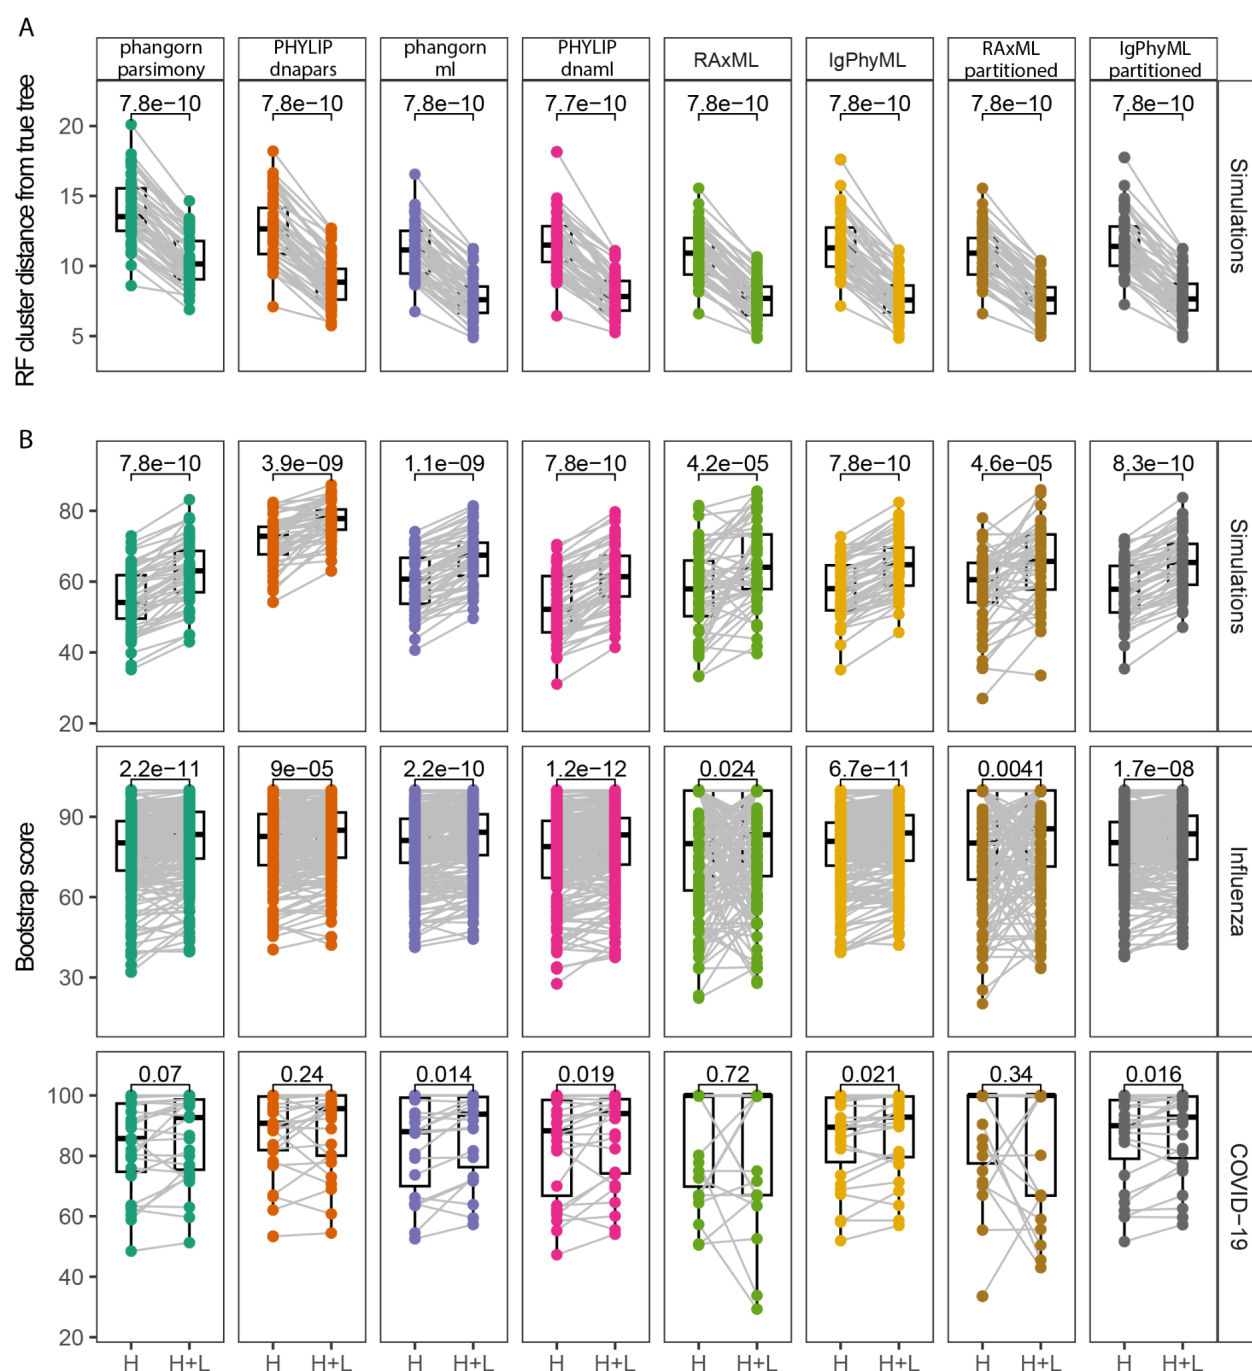 A
phangorn parsimony
PHYLIP dnapars
phangorn ml
PHYLIP dnaml
RAxML
IgPhyML
RAxML partitioned
IgPhyML partitioned
RF cluster distance from true tree
7.8e−10 7.8e−10 7.8e−10 7.7e−10 7.8e−10 7.8e−10 7.8e−10 7.8e−10
20
15
10
5
Simulations
B
Bootstrap score
7.8e−10 3.9e−09 1.1e−09 7.8e−10 4.2e−05 7.8e−10 4.6e−05 8.3e−10
80
60
40
20
Simulations
2.2e−11 9e−05 2.2e−10 1.2e−12 0.024 6.7e−11 0.0041 1.7e−08
90
60
30
Influenza
0.07 0.24 0.014 0.019 0.72 0.021 0.34 0.016
100
80
60
40
20
COVID−19
H H+L H H+L H H+L H H+L H H+L H H+L H H+L H H+L